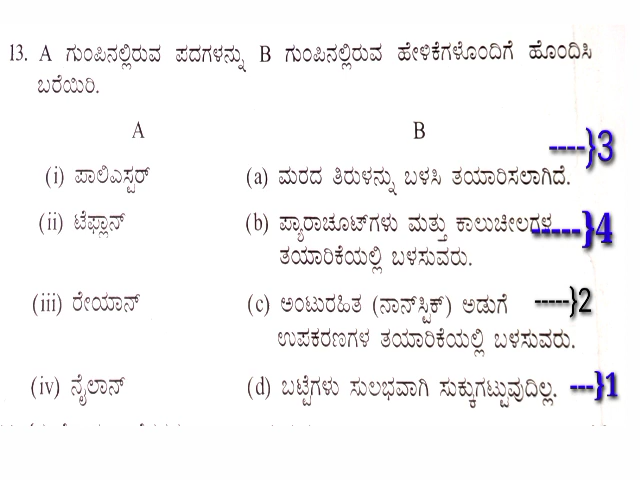 13. A ಗುಂಪಿನಲ್ಲಿರುವ ಪದಗಳನ್ನು B ಗುಂಪಿನಲ್ಲಿರುವ ಹೇಳಿಕೆಗಳೊಂದಿಗೆ ಹೊಂದಿಸಿ
ಬರೆಯಿರಿ.
A B
(i) ಪಾಲಿಎಸ್ಟರ್ (a) ಮರದ ತಿರುಳನ್ನು ಬಳಸಿ ತಯಾರಿಸಲಾಗಿದೆ. ----}3
(ii) ಟೆಫ್ಲಾನ್ (b) ಪ್ಯಾರಾಚೂಟ್‌ಗಳು ಮತ್ತು ಕಾಲುಚೀಲಗಳ -----}4
ತಯಾರಿಕೆಯಲ್ಲಿ ಬಳಸುವರು.
(iii) ರೇಯಾನ್ (c) ಅಂಟುರಹಿತ (ನಾನ್‌ಸ್ಟಿಕ್) ಅಡುಗೆ -----}2
ಉಪಕರಣಗಳ ತಯಾರಿಕೆಯಲ್ಲಿ ಬಳಸುವರು.
(iv) ನೈಲಾನ್ (d) ಬಟ್ಟೆಗಳು ಸುಲಭವಾಗಿ ಸುಕ್ಕುಗಟ್ಟುವುದಿಲ್ಲ. ---}1